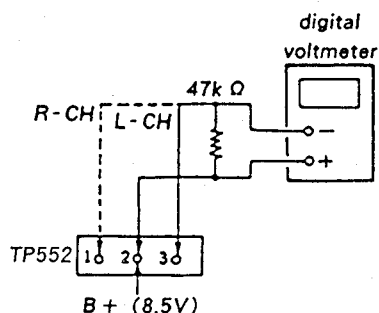 digital
voltmeter
47k Ω
R-CH
L-CH
−
+
TP552
1 2 3
B+ (8.5V)